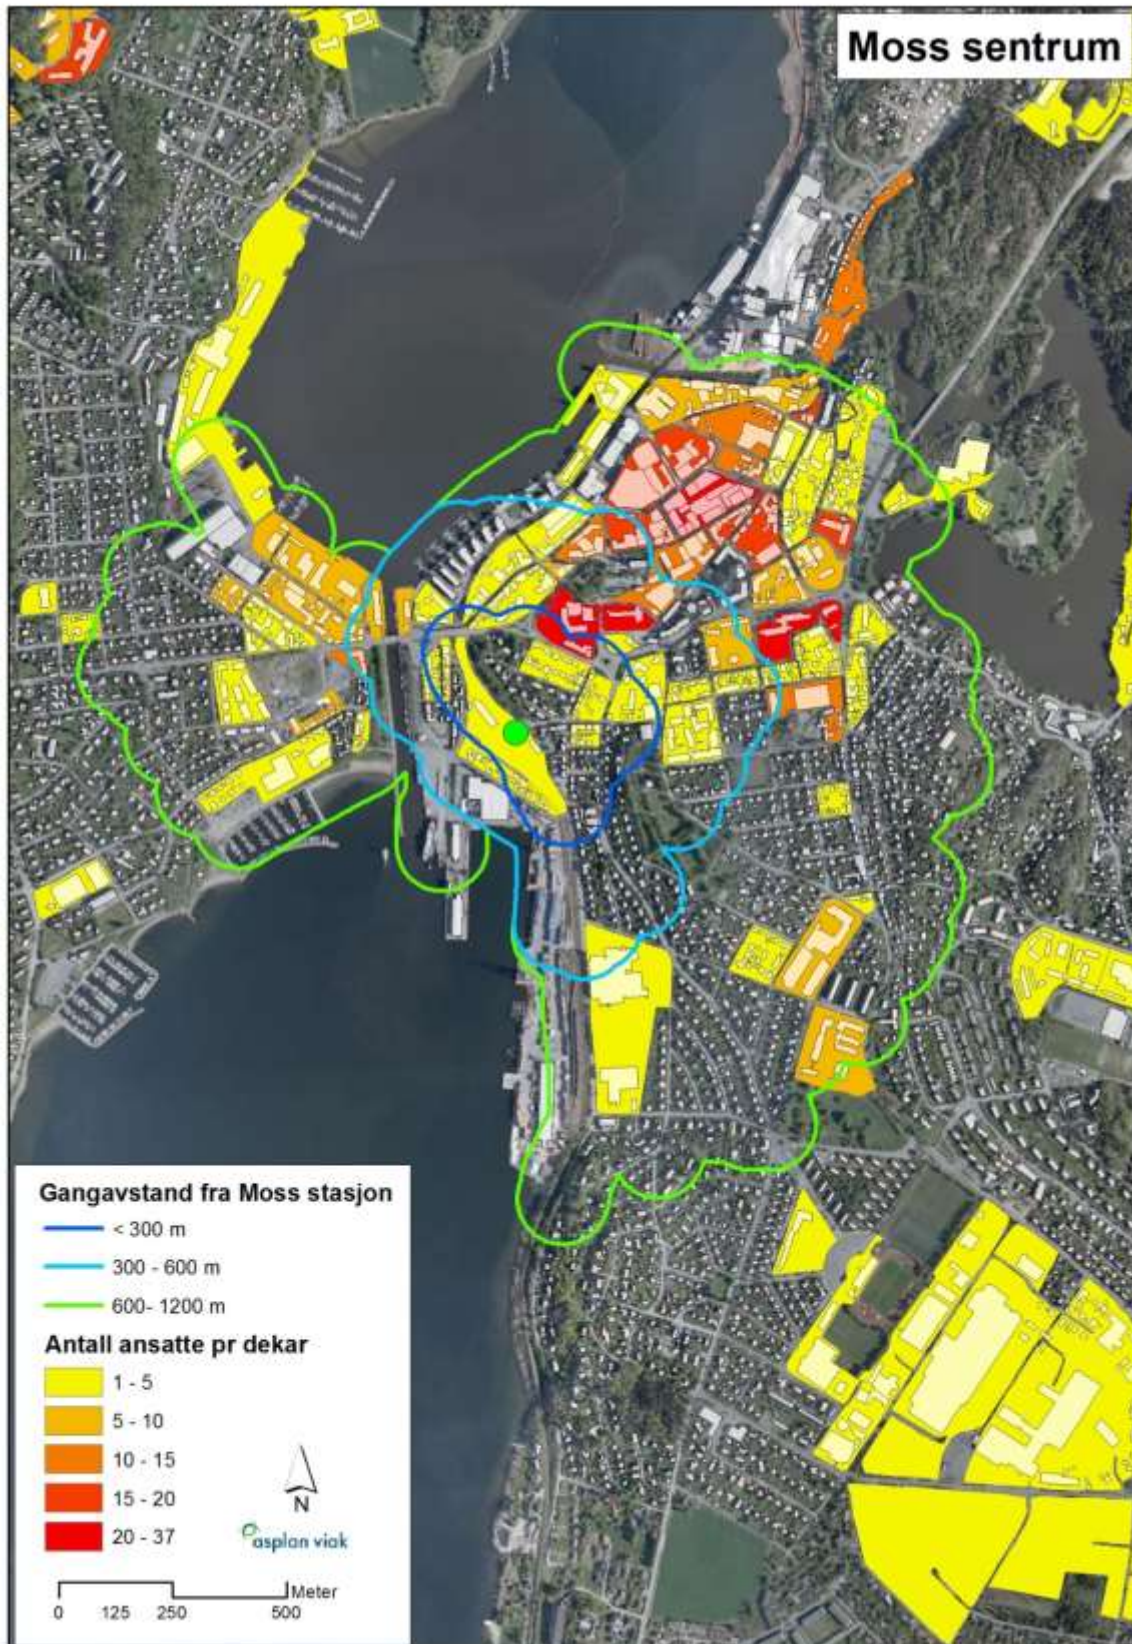 Moss sentrum
Gangavstand fra Moss stasjon
< 300 m
300 - 600 m
600- 1200 m
Antall ansatte pr dekar
1 - 5
5 - 10
10 - 15
15 - 20
20 - 37
N
asplan viak
Meter
0 125 250 500